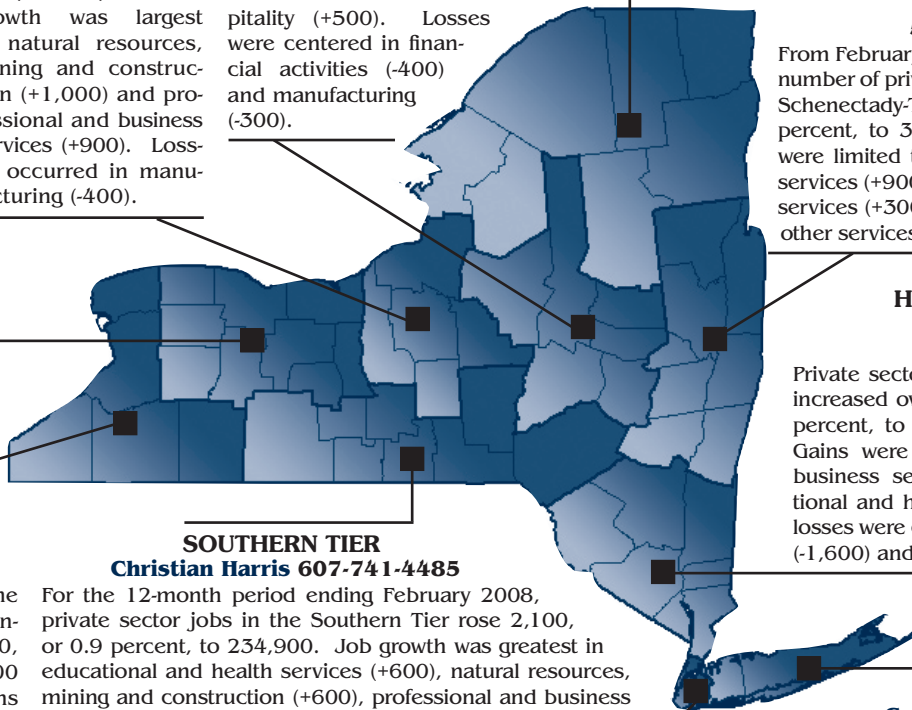 growth was largest
natural resources,
mining and construc-
tion (+1,000) and pro-
fessional and business
services (+900). Loss-
occurred in manu-
facturing (-400).
pitality (+500). Losses
were centered in finan-
cial activities (-400)
and manufacturing
(-300).
From February
number of priv
Schenectady-T
percent, to 3
were limited t
services (+900
services (+300
other services
H
Private secto
increased ov
percent, to
Gains were
business se
tional and h
losses were
(-1,600) and
SOUTHERN TIER
Christian Harris 607-741-4485
For the 12-month period ending February 2008,
private sector jobs in the Southern Tier rose 2,100,
or 0.9 percent, to 234,900. Job growth was greatest in
educational and health services (+600), natural resources,
mining and construction (+600), professional and business